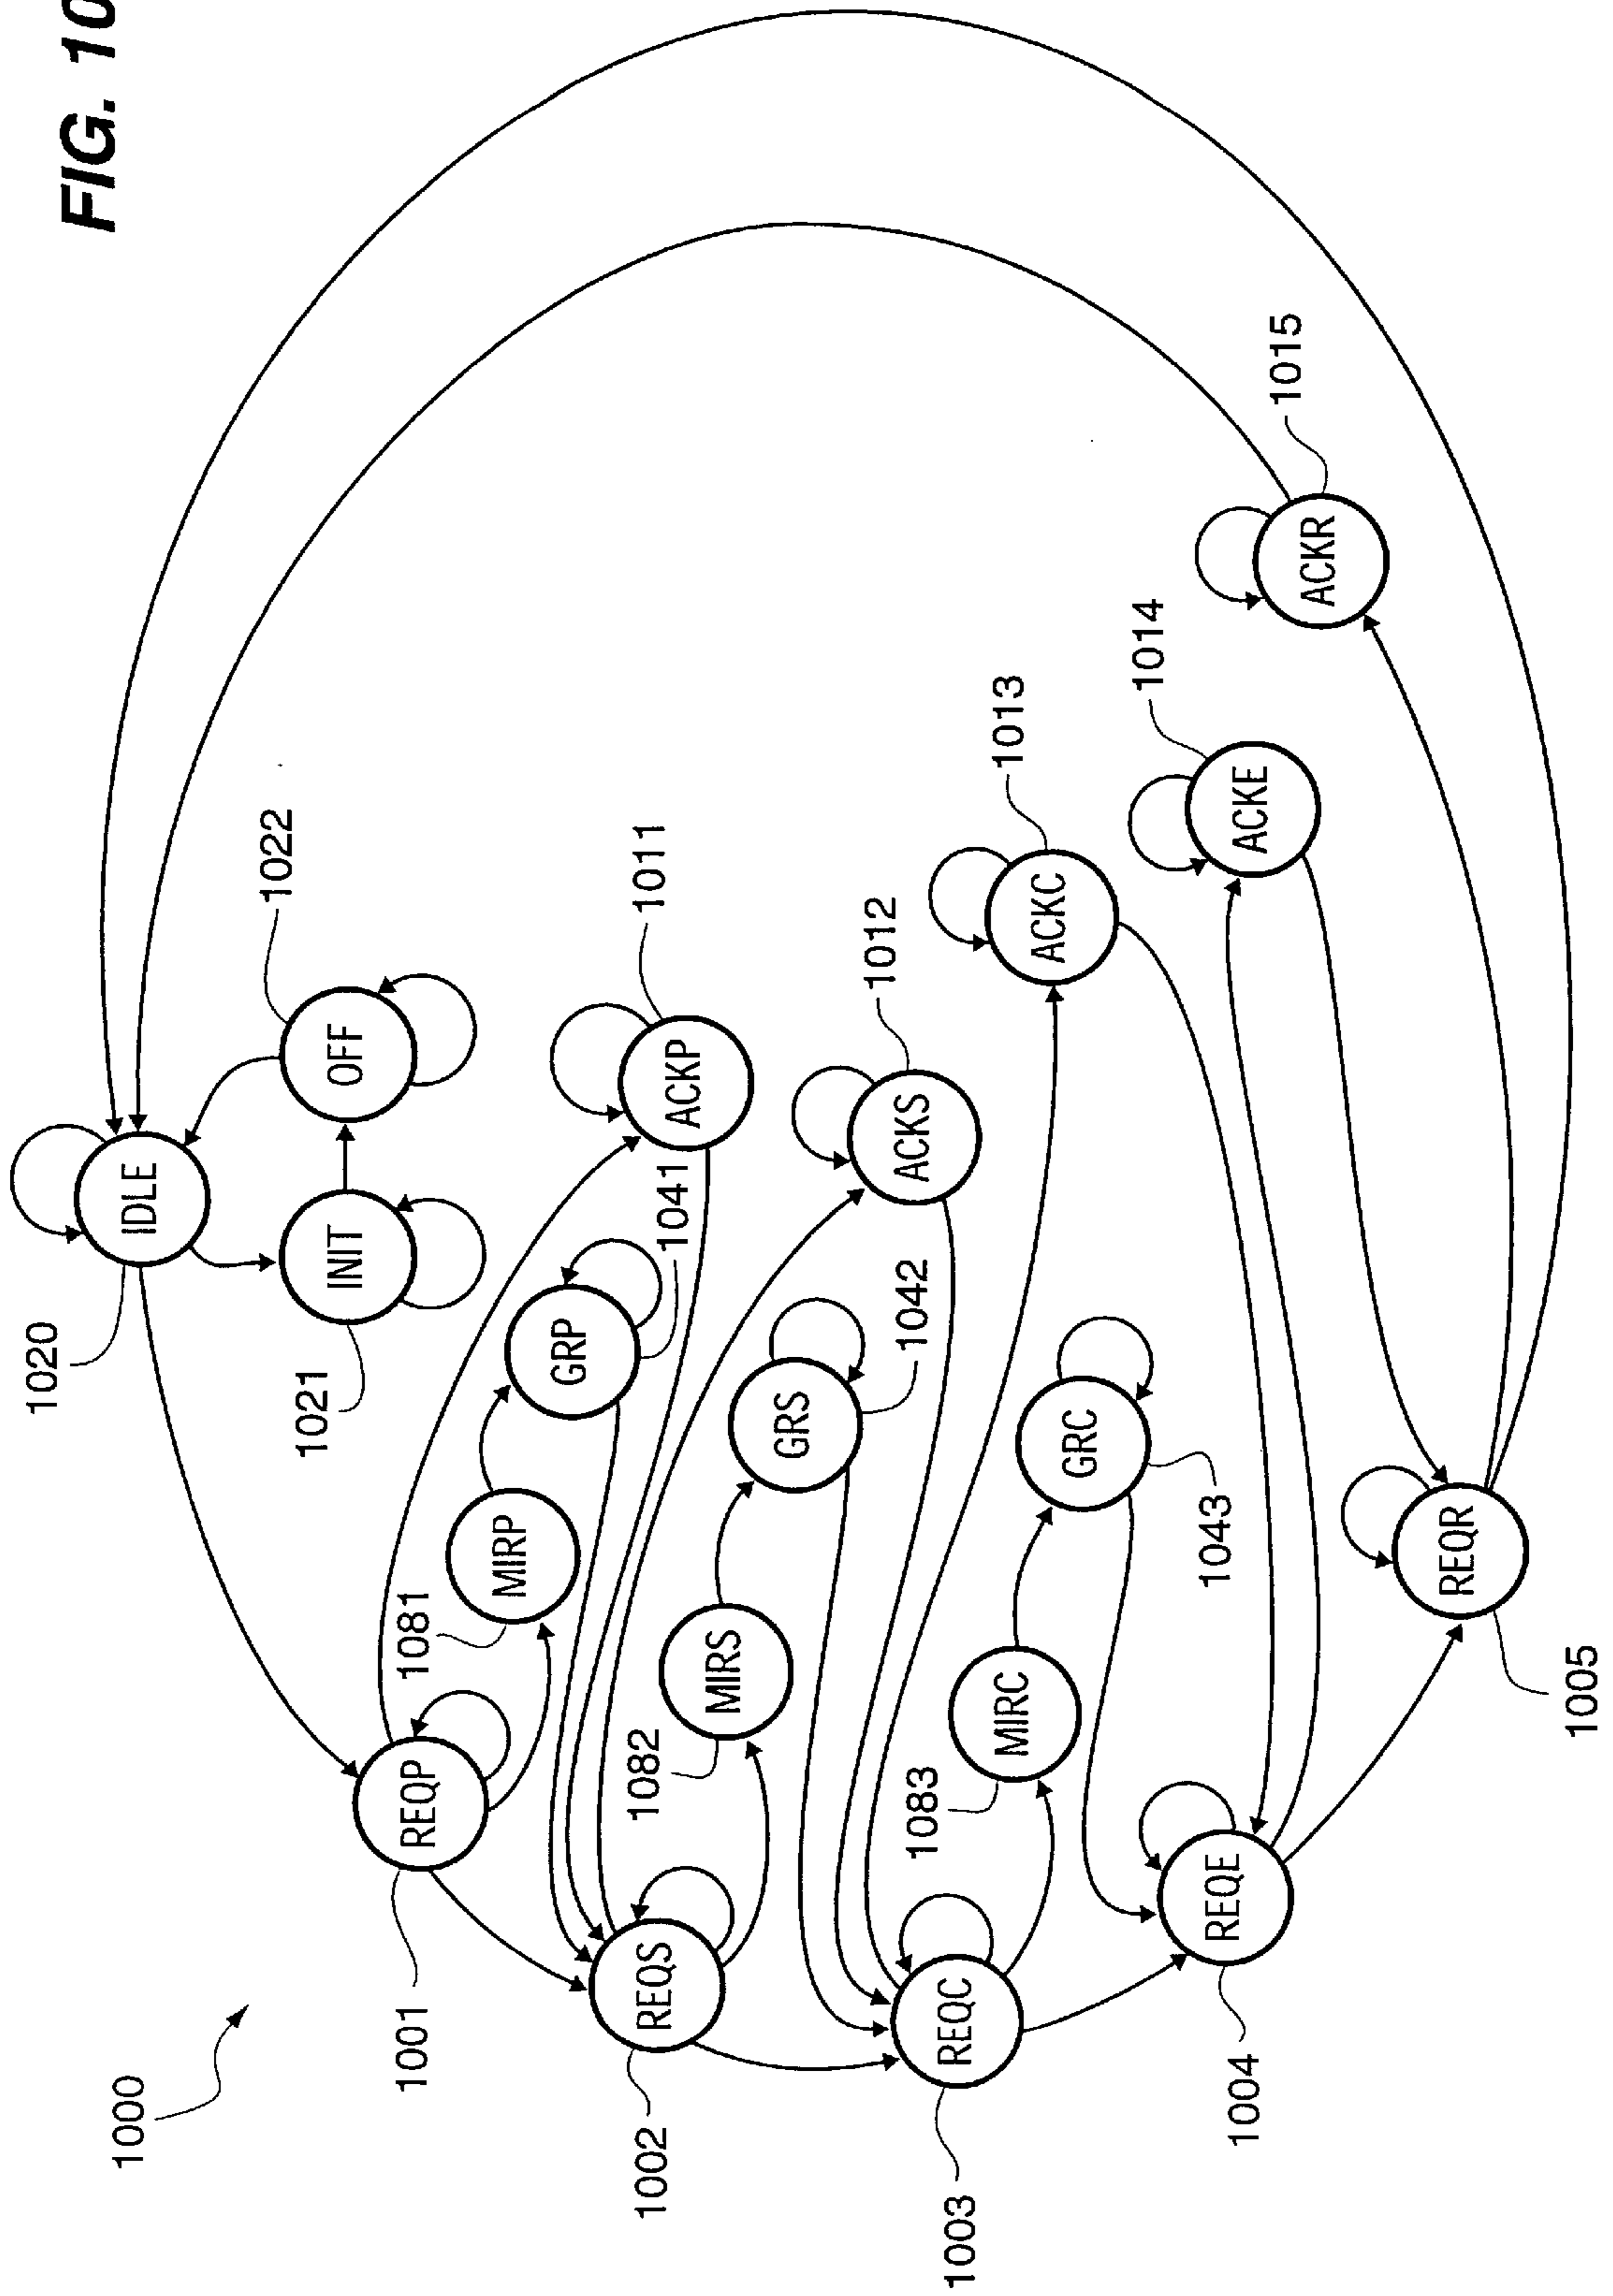 FIG. 10
1000
1020
IDLE
1021
INIT
OFF
1022
1001
REQP
1081
MIRP
GRP
1041
ACKP
1011
1002
REQS
1082
MIRS
GRS
1042
ACKS
1012
1003
REQC
1083
MIRC
GRC
1043
ACKC
1013
1004
REQE
ACKE
1014
1005
REQR
ACKR
1015